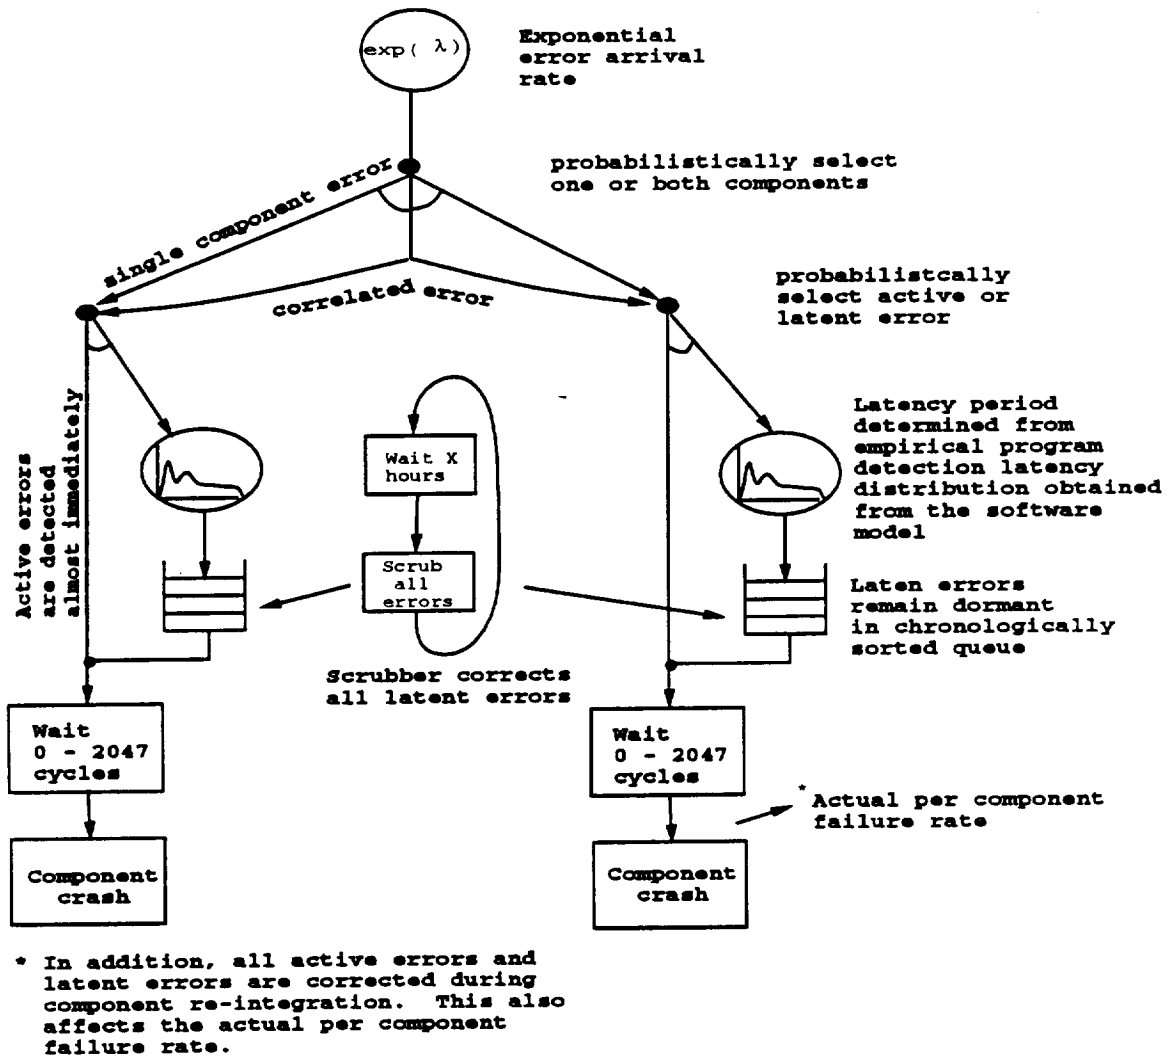 exp( λ)
Exponential
error arrival
rate
probabilistically select
one or both components
single component error
correlated error
probabilistcally
select active or
latent error
Active errors
are detected
almost immediately
Wait X
hours
Scrub
all
errors
Scrubber corrects
all latent errors
Latency period
determined from
empirical program
detection latency
distribution obtained
from the software
model
Laten errors
remain dormant
in chronologically
sorted queue
Wait
0 - 2047
cycles
Component
crash
Wait
0 - 2047
cycles
* Actual per component
failure rate
Component
crash
* In addition, all active errors and
latent errors are corrected during
component re-integration. This also
affects the actual per component
failure rate.